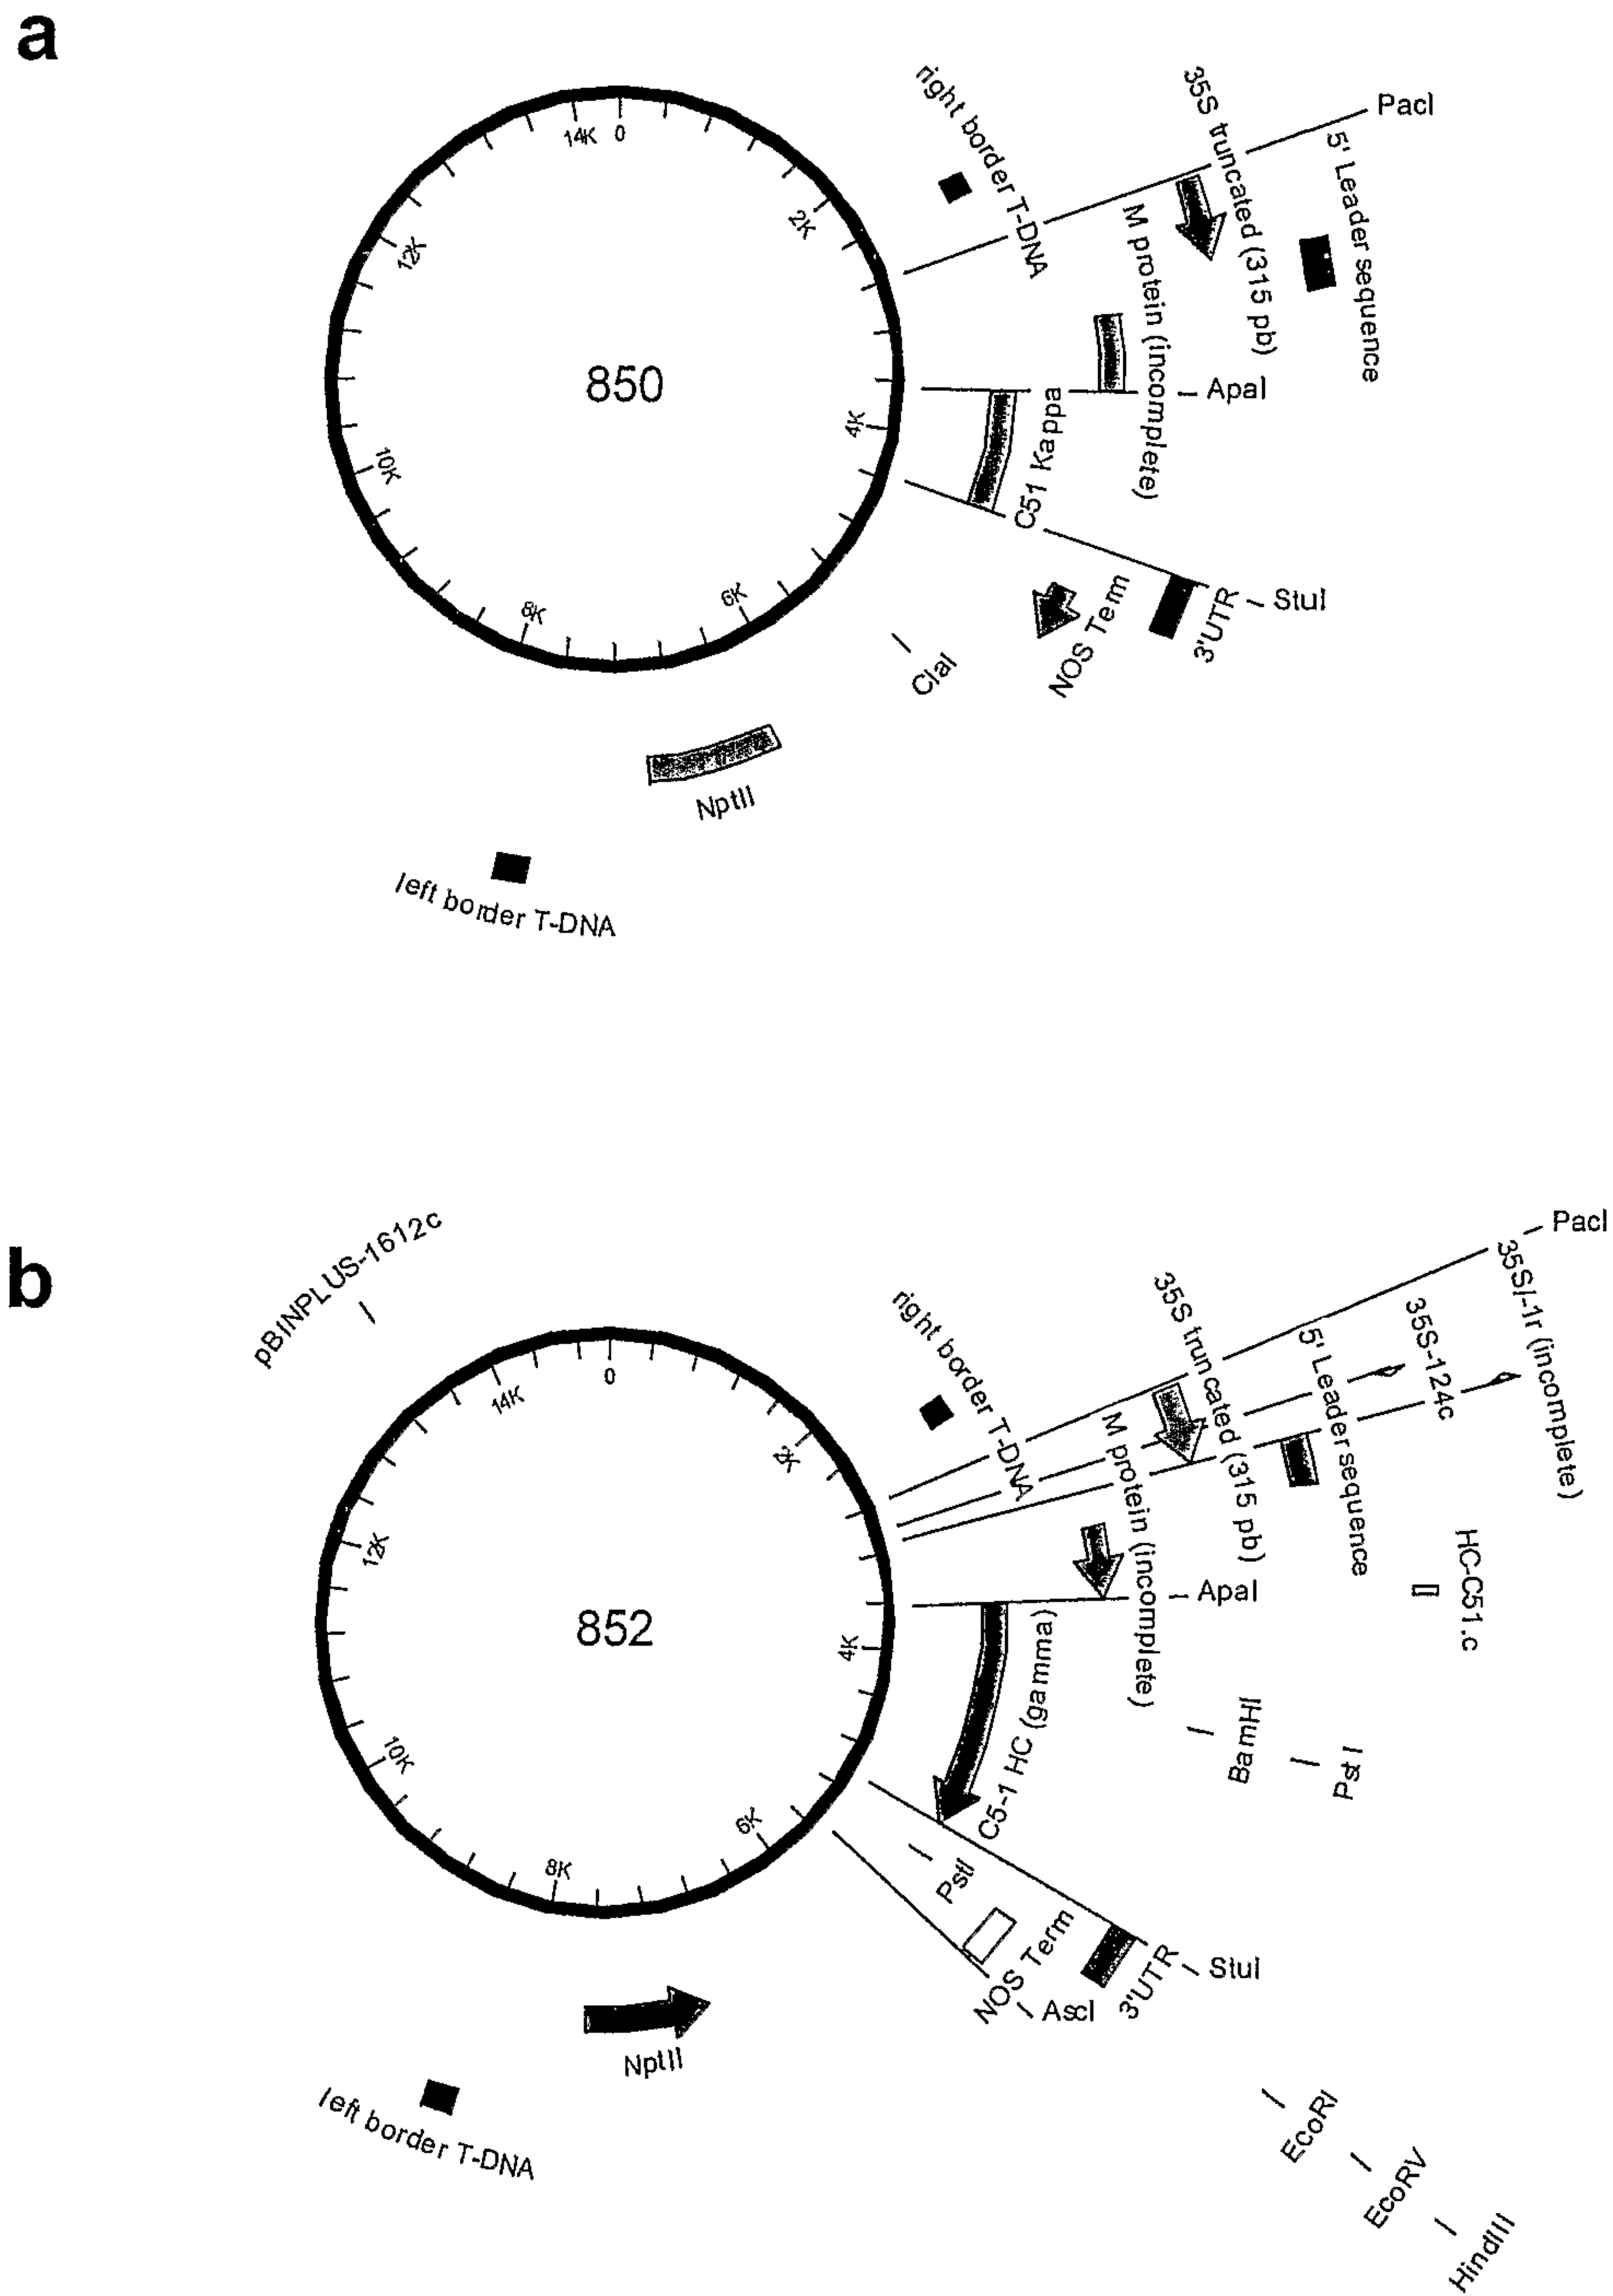 a
right border T-DNA
35S truncated (315 pb)
PacI
5' Leader sequence
M protein (incomplete)
14K
0
2K
12K
850
ApaI
C51 Kappa
4K
10K
6K
8K
StuI
3'UTR
NOS Term
ClaI
NptII
left border T-DNA
b
pBINPLUS-1612c
right border T-DNA
35S truncated (315 pb)
PacI
35Sl-1r (incomplete)
35S-124c
5' Leader sequence
M protein (incomplete)
0
14K
2K
12K
HC-C51.c
ApaI
852
4K
C5-1 HC (gamma)
BamHI
Pst I
10K
6K
8K
PstI
NOS Term
3'UTR
StuI
AscI
NptII
left border T-DNA
EcoRI
EcoRV
HindIII